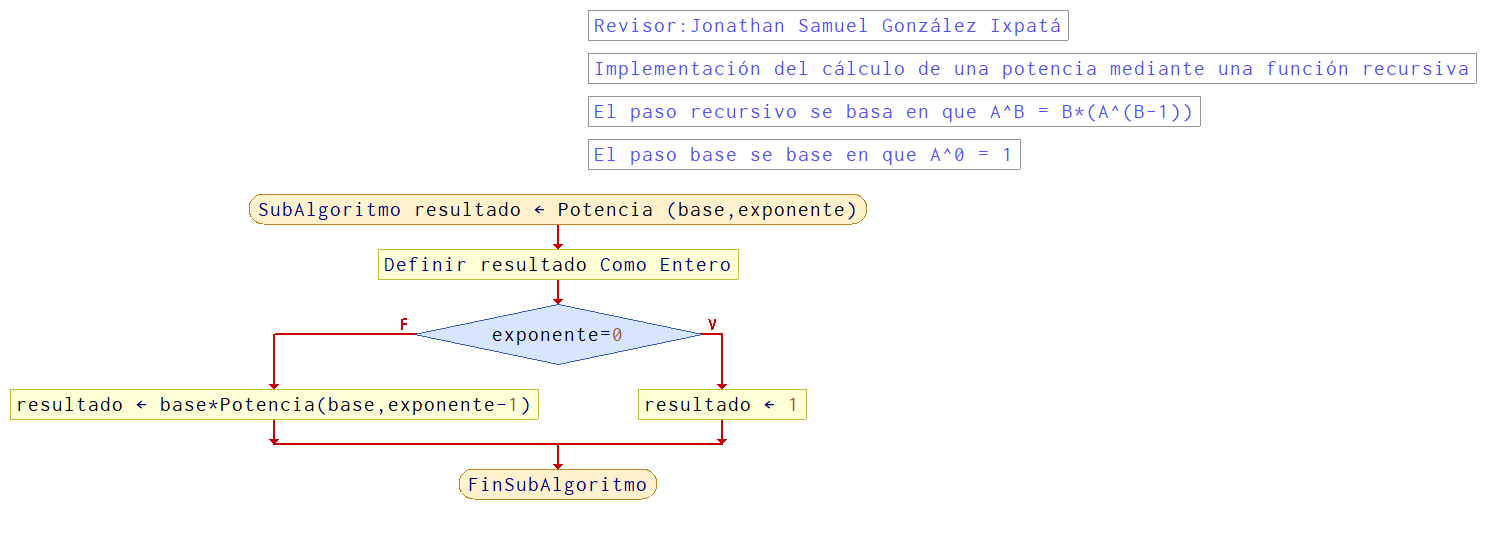 Revisor:Jonathan Samuel González Ixpatá
Implementación del cálculo de una potencia mediante una función recursiva
El paso recursivo se basa en que A^B = B*(A^(B-1))
El paso base se base en que A^0 = 1
SubAlgoritmo resultado ← Potencia (base,exponente)
Definir resultado Como Entero
F
V
exponente=0
resultado ← base*Potencia(base,exponente-1)
resultado ← 1
FinSubAlgoritmo